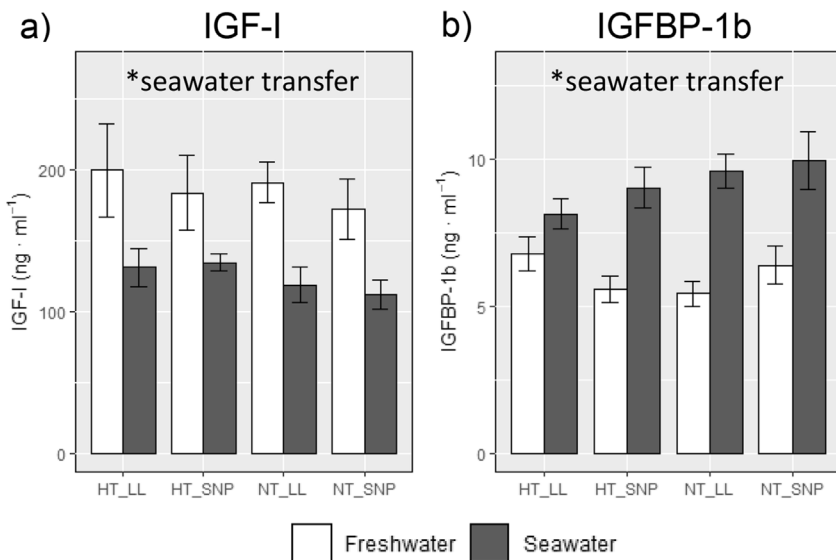 a) IGF-I
*seawater transfer
IGF-I (ng · ml⁻¹)
200
100
0
HT_LL HT_SNP NT_LL NT_SNP
b) IGFBP-1b
*seawater transfer
IGFBP-1b (ng · ml⁻¹)
10
5
0
HT_LL HT_SNP NT_LL NT_SNP
Freshwater Seawater